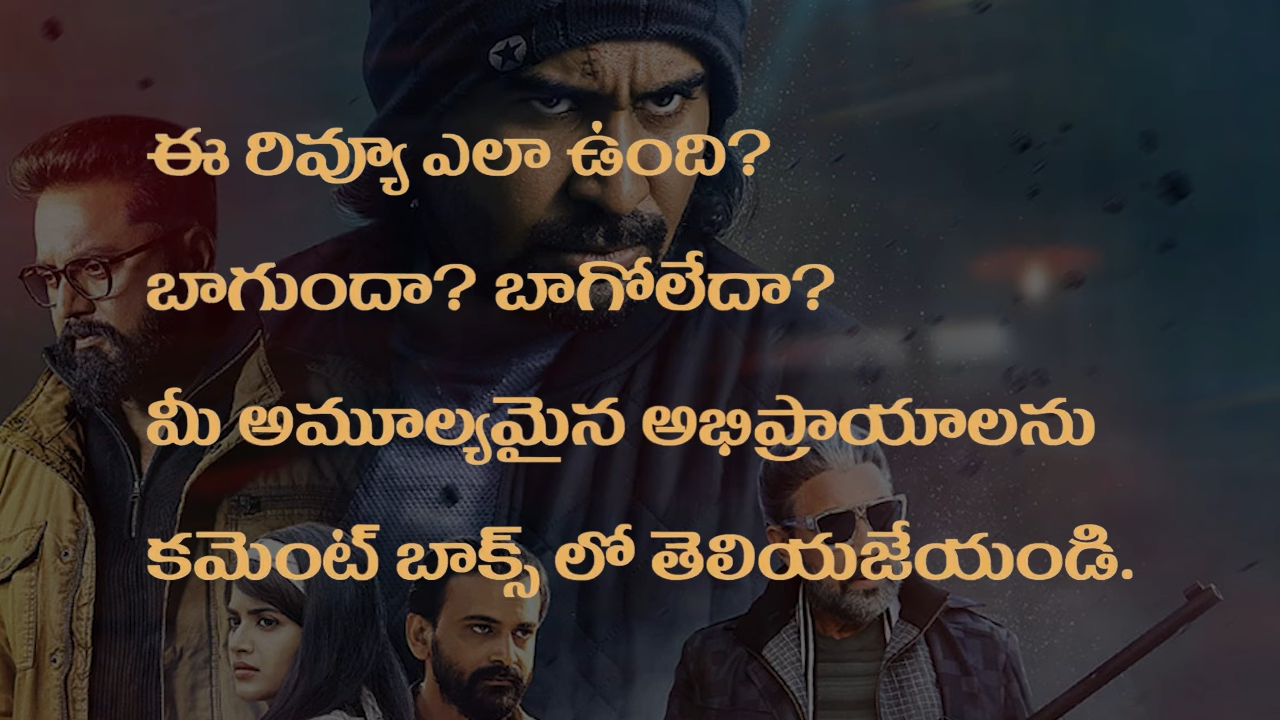 ఈ రివ్యూ ఎలా ఉంది?
బాగుందా? బాగోలేదా?
మీ అమూల్యమైన అభిప్రాయాలను
కమెంట్ బాక్స్ లో తెలియజేయండి.